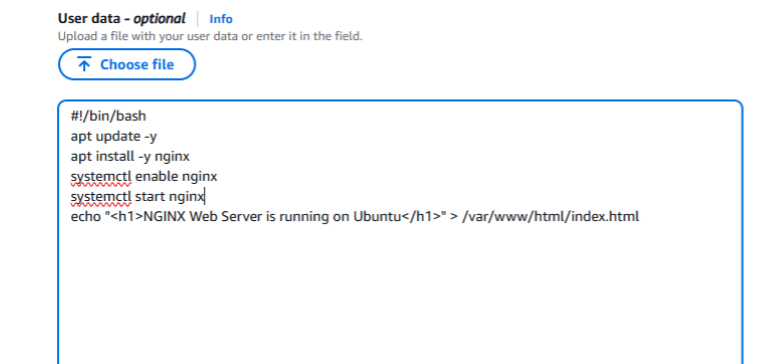 User data - optional Info
Upload a file with your user data or enter it in the field.
Choose file
#!/bin/bash
apt update -y
apt install -y nginx
systemctl enable nginx
systemctl start nginx
echo "<h1>NGINX Web Server is running on Ubuntu</h1>" > /var/www/html/index.html